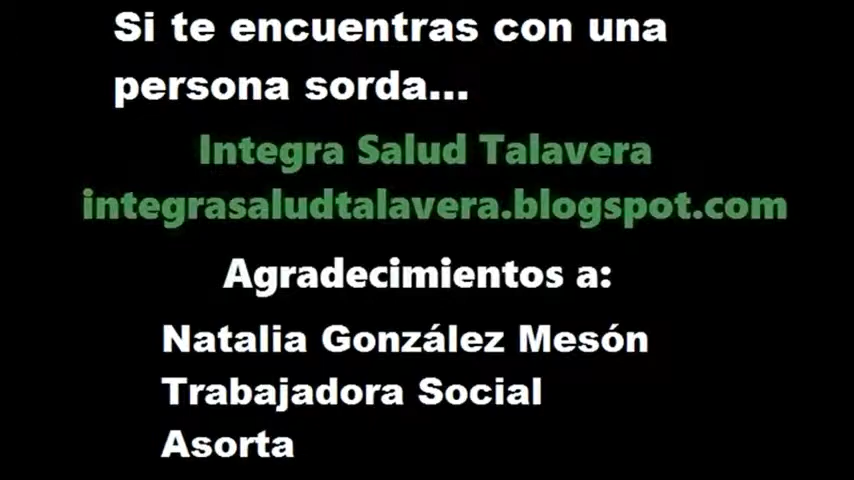 Si te encuentras con una
persona sorda...
Integra Salud Talavera
integrasaludtalavera.blogspot.com
Agradecimientos a:
Natalia González Mesón
Trabajadora Social
Asorta